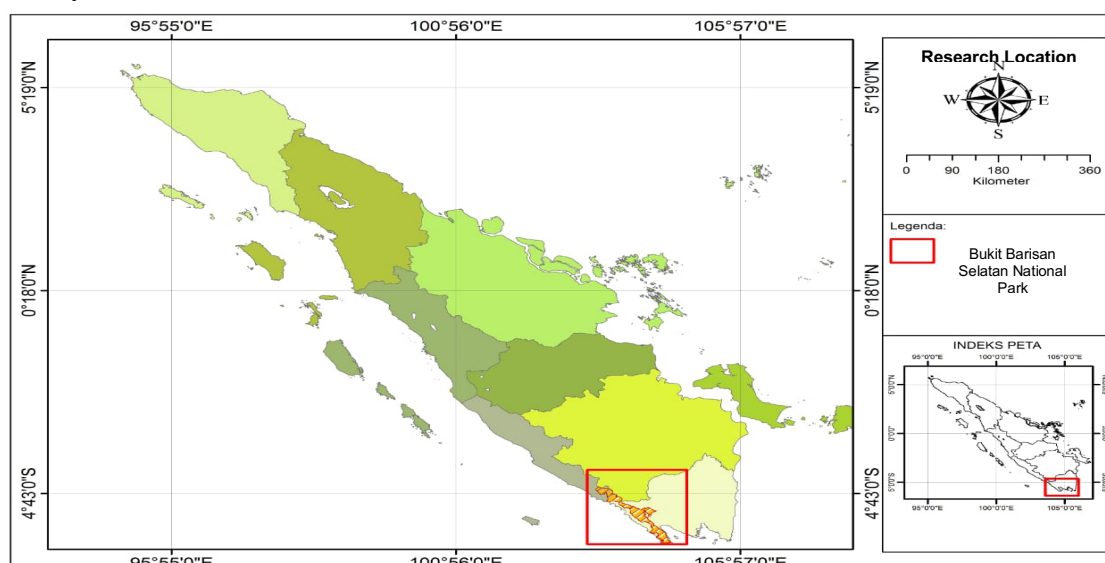 95°55'0"E 100°56'0"E 105°57'0"E
5°19'0"N
0°18'0"N
4°43'0"S
95°55'0"E 100°56'0"E 105°57'0"E
5°19'0"N
0°18'0"N
4°43'0"S
Research Location
N
W E
S
0 90 180 360
Kilometer
Legenda:
Bukit Barisan
Selatan National
Park
INDEKS PETA
95°0'0"E 100°0'0"E 105°0'0"E
5°0'0"N
0°0'0"
5°0'0"S
95°0'0"E 100°0'0"E 105°0'0"E